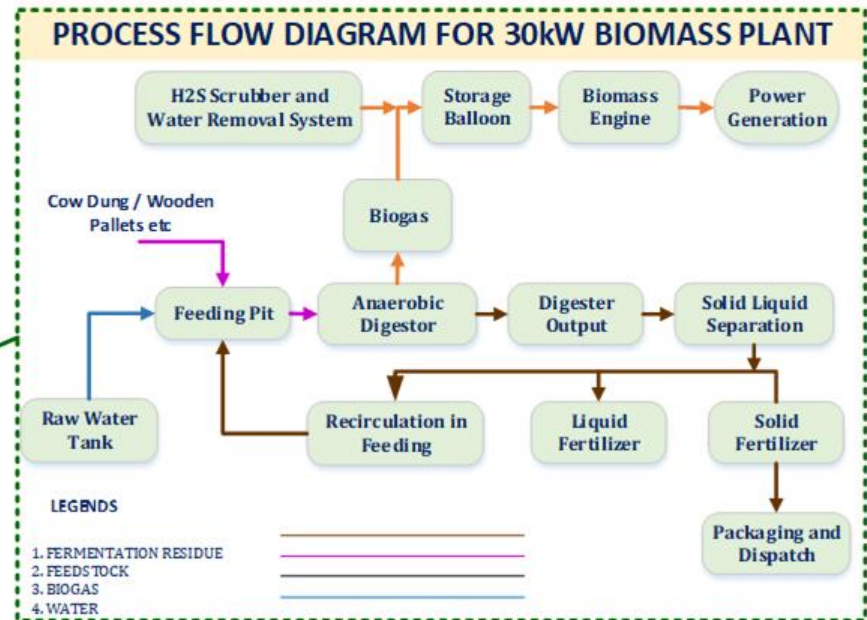 PROCESS FLOW DIAGRAM FOR 30kW BIOMASS PLANT
H2S Scrubber and
Water Removal System
Storage
Balloon
Biomass
Engine
Power
Generation
Cow Dung / Wooden
Pallets etc
Biogas
Feeding Pit
Anaerobic
Digestor
Digester
Output
Solid Liquid
Separation
Raw Water
Tank
Recirculation in
Feeding
Liquid
Fertilizer
Solid
Fertilizer
Packaging and
Dispatch
LEGENDS
1. FERMENTATION RESIDUE
2. FEEDSTOCK
3. BIOGAS
4. WATER